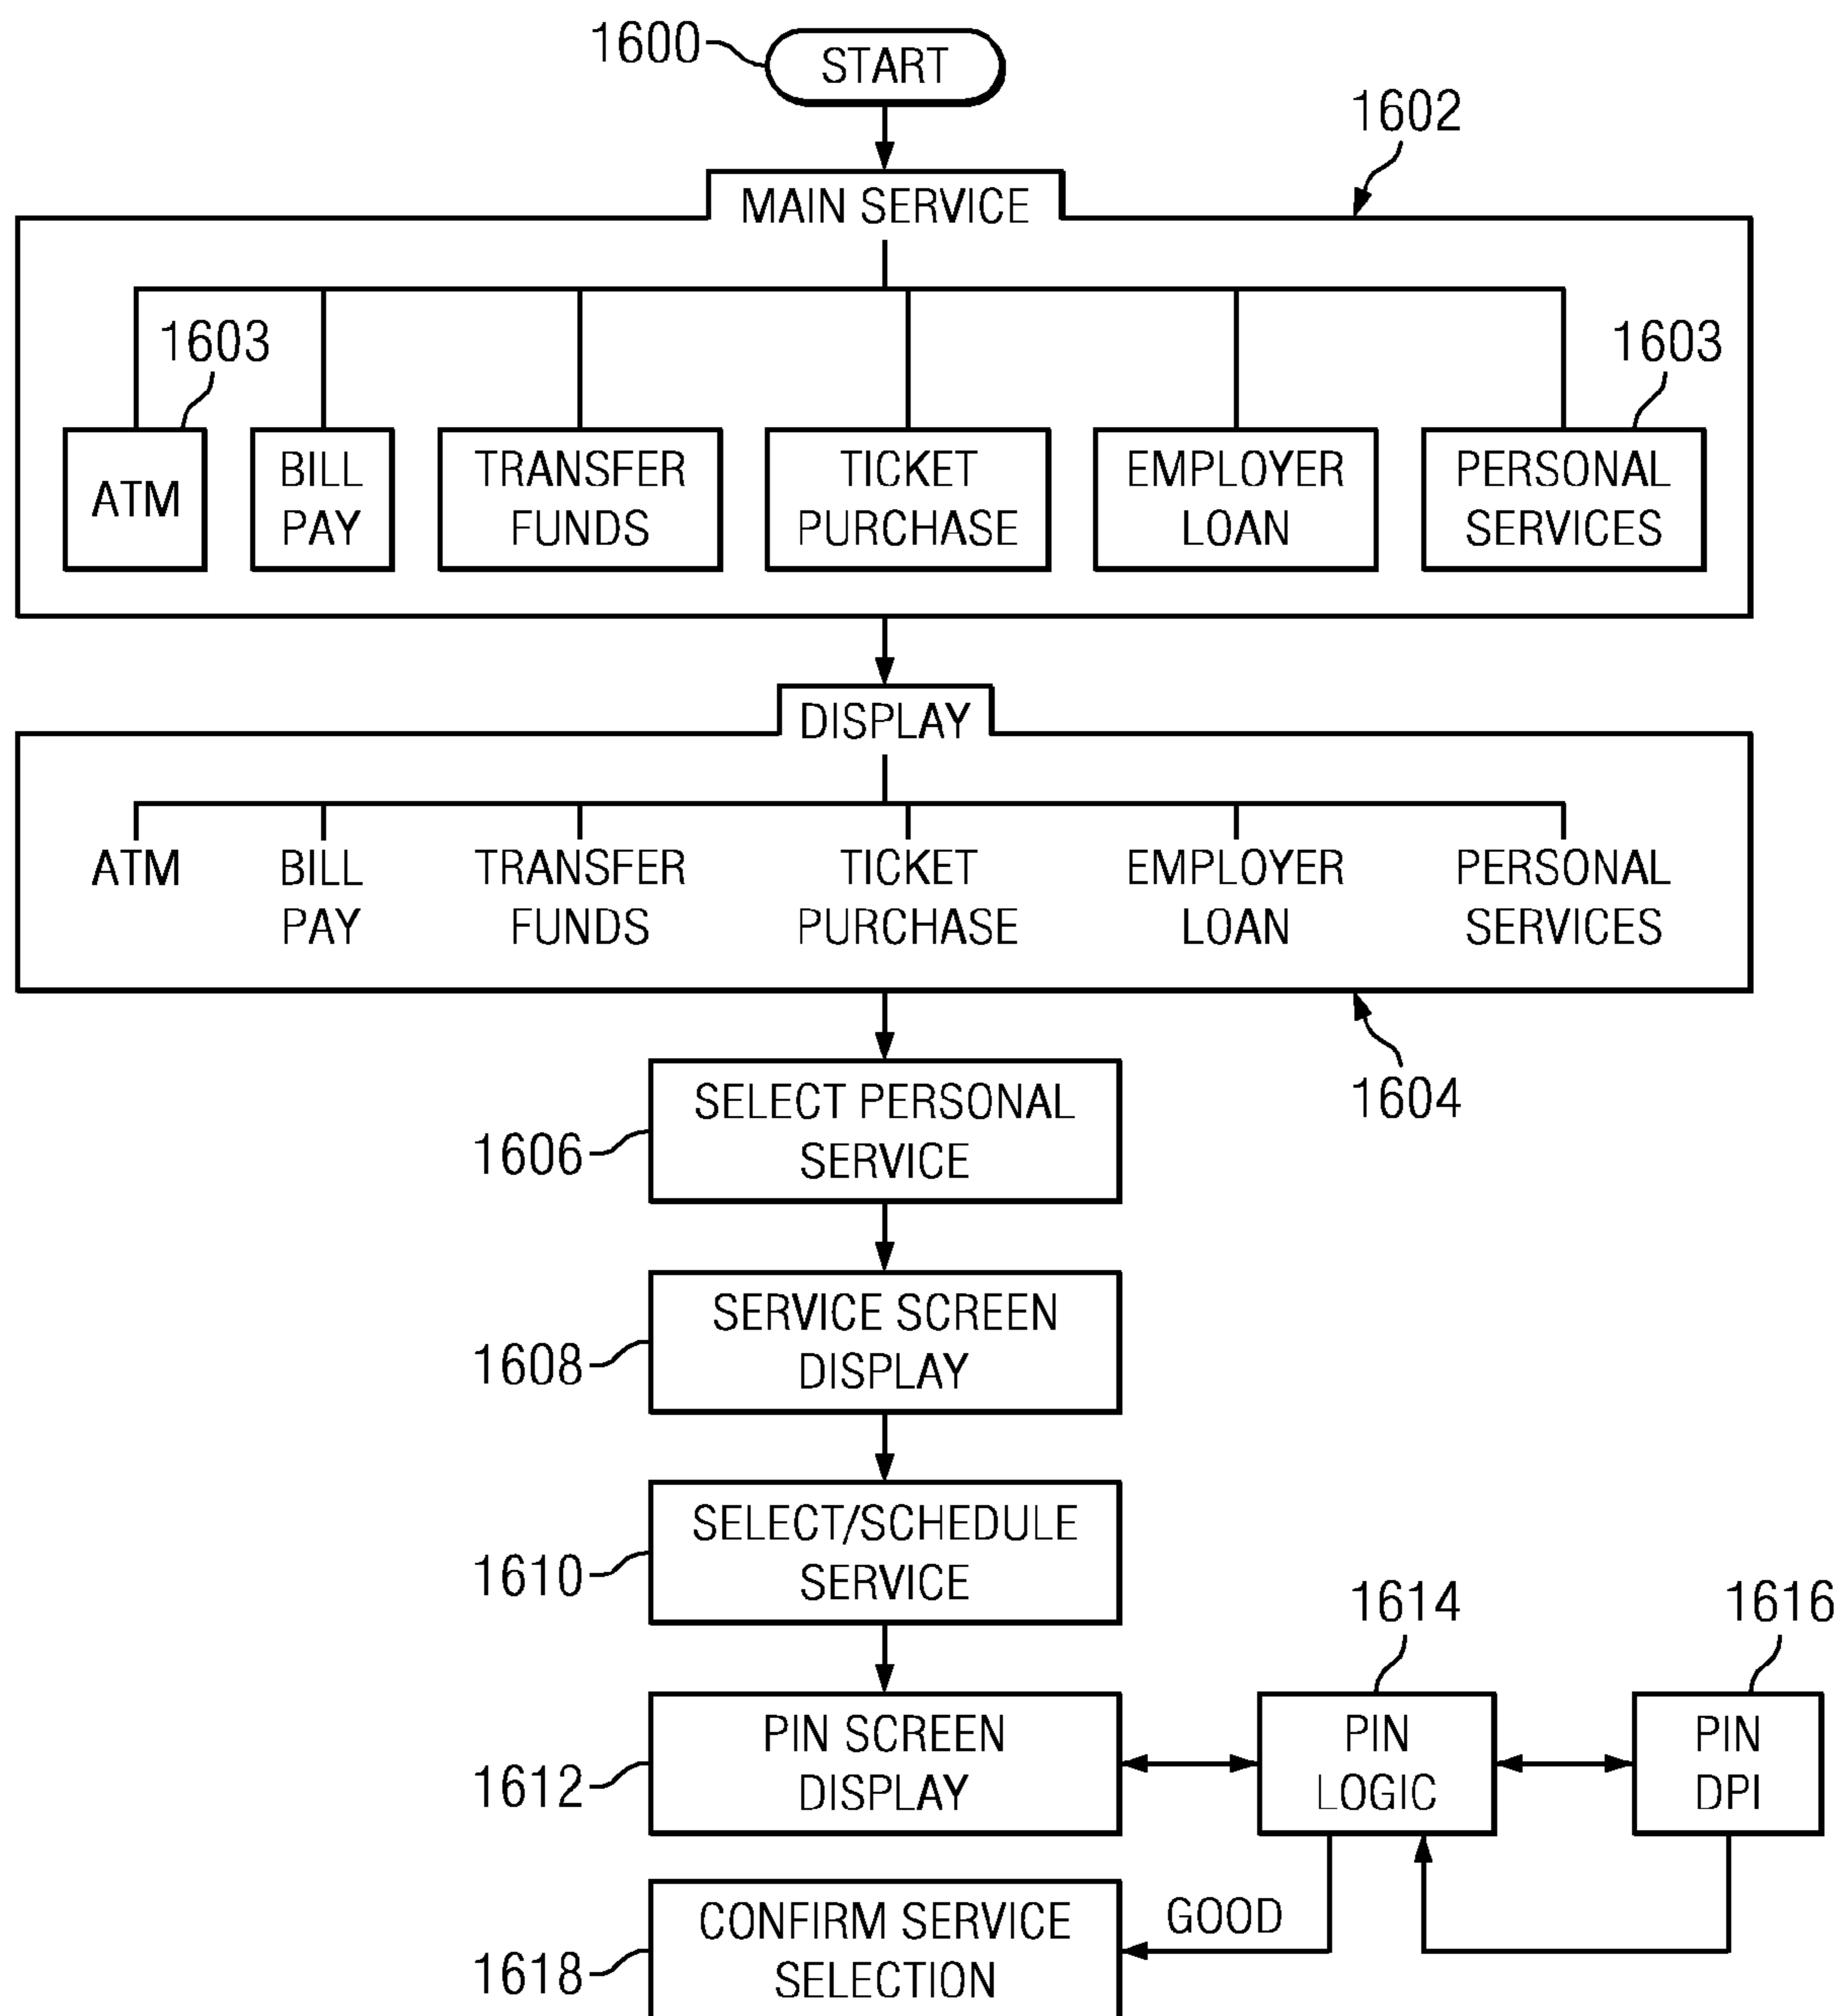 1600
START
1602
MAIN SERVICE
1603
1603
ATM
BILL
PAY
TRANSFER
FUNDS
TICKET
PURCHASE
EMPLOYER
LOAN
PERSONAL
SERVICES
DISPLAY
ATM
BILL
PAY
TRANSFER
FUNDS
TICKET
PURCHASE
EMPLOYER
LOAN
PERSONAL
SERVICES
1604
SELECT PERSONAL
SERVICE
1606
SERVICE SCREEN
DISPLAY
1608
SELECT/SCHEDULE
SERVICE
1610
1614
1616
PIN SCREEN
DISPLAY
1612
PIN
LOGIC
PIN
DPI
GOOD
CONFIRM SERVICE
SELECTION
1618